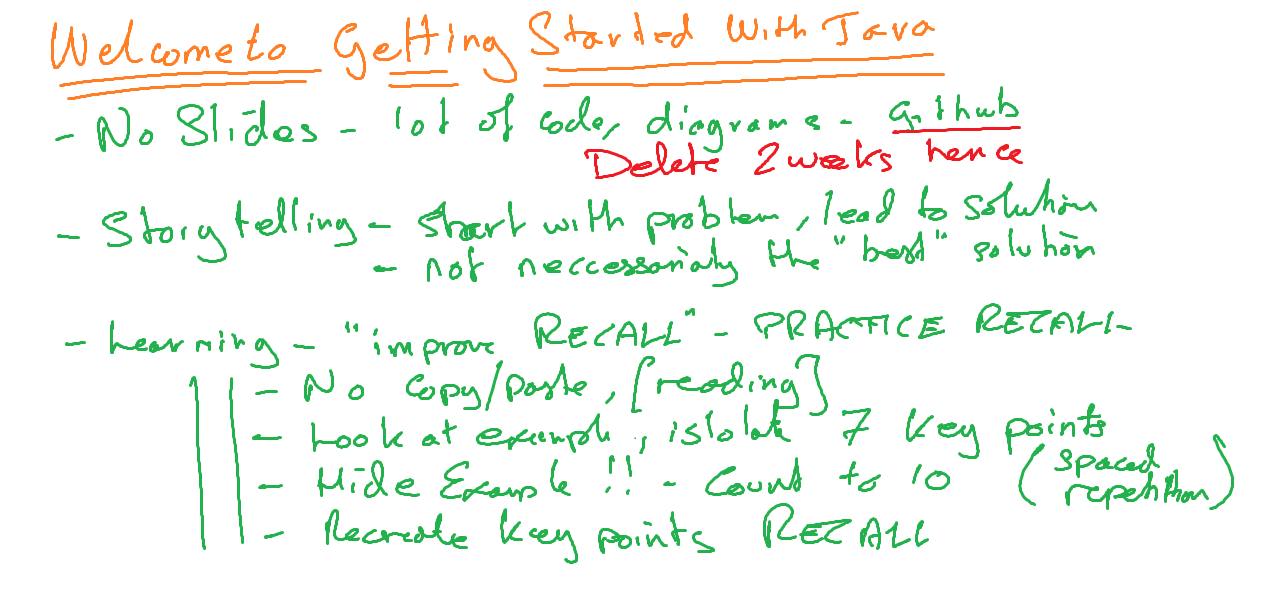 Welcome to Getting Started With Java
- No Slides - lot of code, diagrams - github
Delete 2 weeks hence
- Story telling - start with problem, lead to solution
- not neccessarialy the "best" solution
- Learning - "improve RECALL" - PRACTICE RECALL
- No copy/paste, [reading]
- Look at example, islolate 7 key points
- Hide Example !! - Count to 10 (spaced repetition)
- Recreate key points RECALL